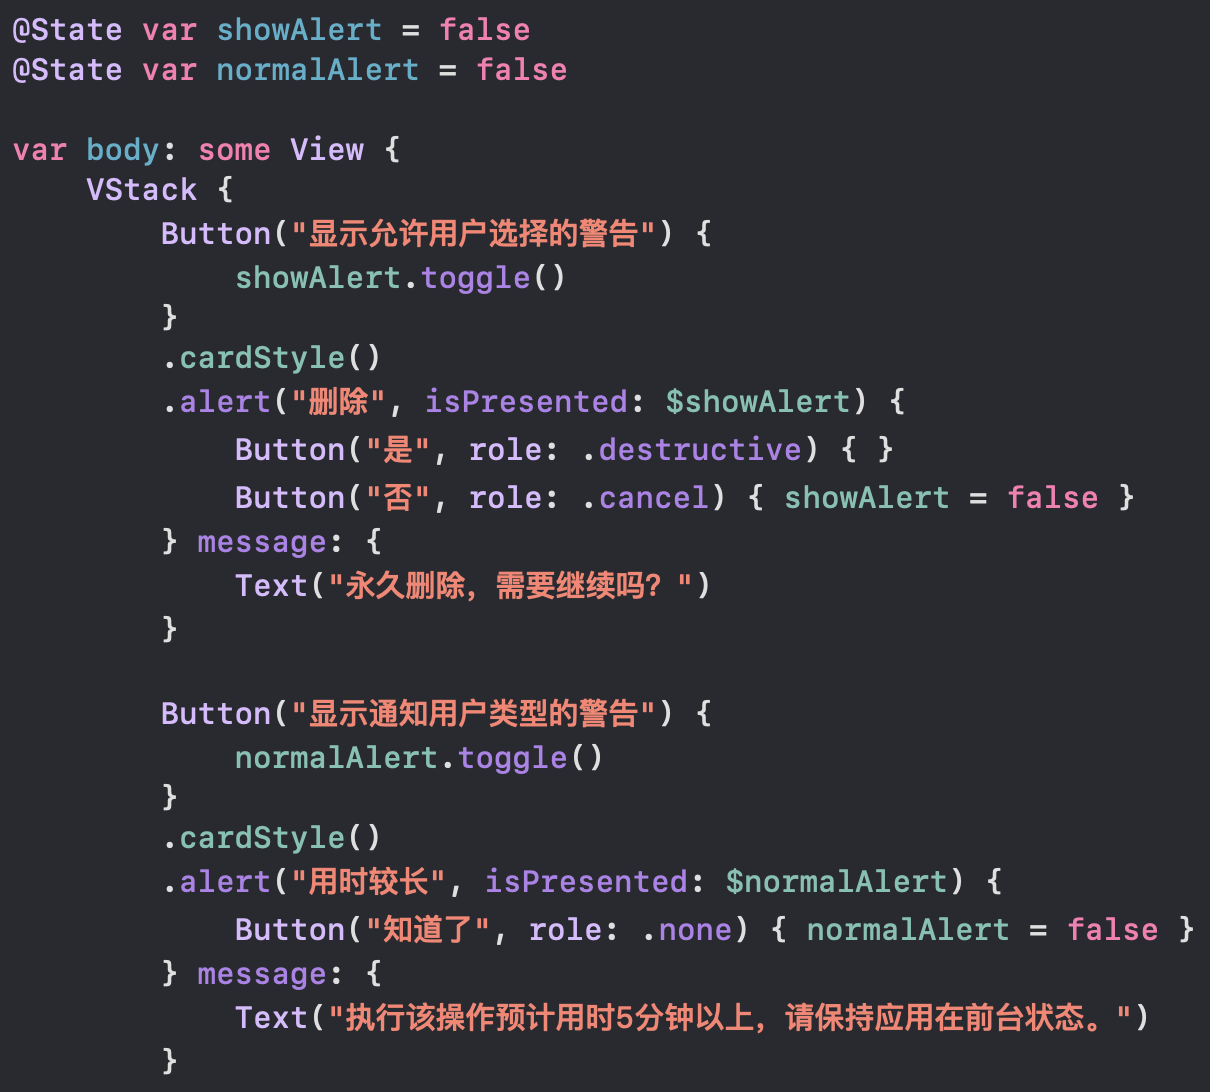 @State var showAlert = false
@State var normalAlert = false

var body: some View {
    VStack {
        Button("显示允许用户选择的警告") {
            showAlert.toggle()
        }
        .cardStyle()
        .alert("删除", isPresented: $showAlert) {
            Button("是", role: .destructive) { }
            Button("否", role: .cancel) { showAlert = false }
        } message: {
            Text("永久删除，需要继续吗？")
        }

        Button("显示通知用户类型的警告") {
            normalAlert.toggle()
        }
        .cardStyle()
        .alert("用时较长", isPresented: $normalAlert) {
            Button("知道了", role: .none) { normalAlert = false }
        } message: {
            Text("执行该操作预计用时5分钟以上，请保持应用在前台状态。")
        }